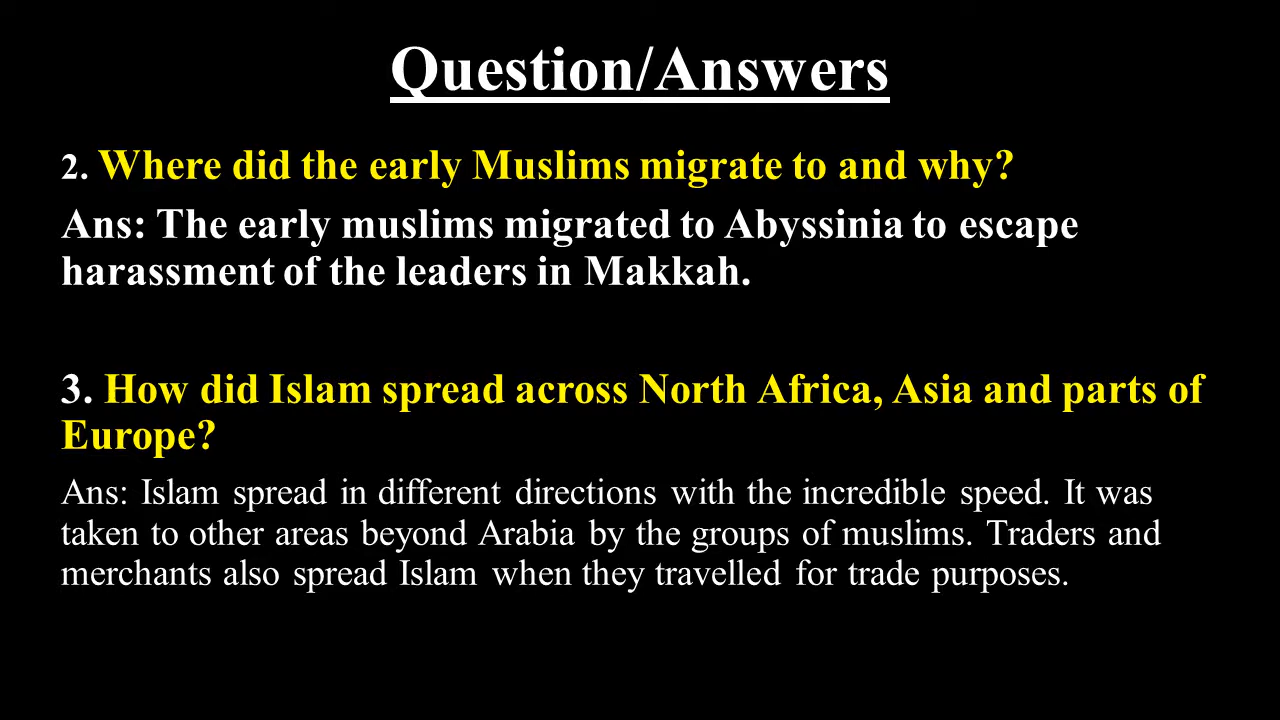 Question/Answers
2. Where did the early Muslims migrate to and why?
Ans: The early muslims migrated to Abyssinia to escape
harassment of the leaders in Makkah.
3. How did Islam spread across North Africa, Asia and parts of
Europe?
Ans: Islam spread in different directions with the incredible speed. It was
taken to other areas beyond Arabia by the groups of muslims. Traders and
merchants also spread Islam when they travelled for trade purposes.